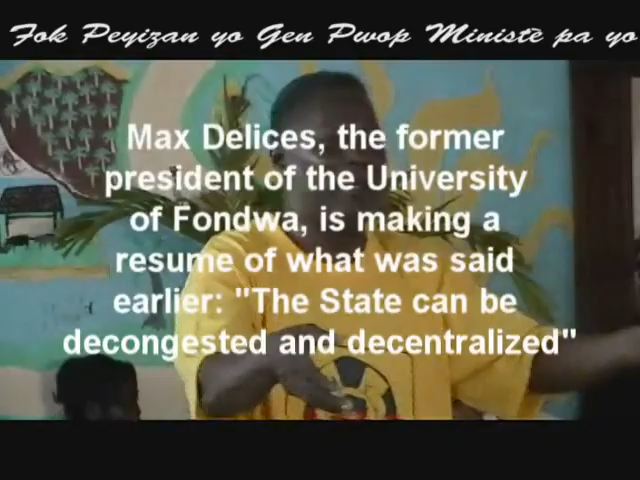 Fok Peyizan yo Gen Pwop Ministè pa yo
Max Delices, the former
president of the University
of Fondwa, is making a
resume of what was said
earlier: "The State can be
decongested and decentralized"